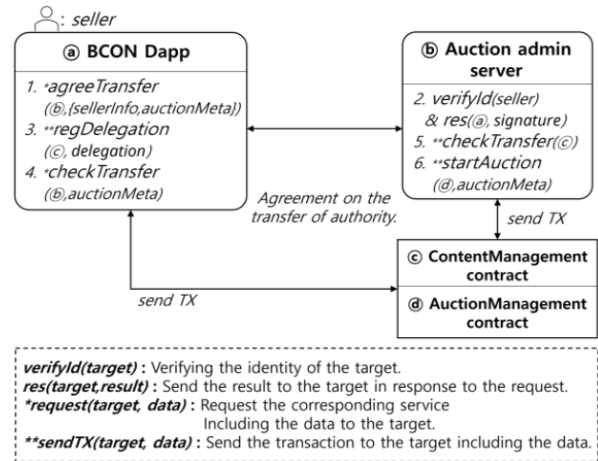 : seller
ⓐ BCON Dapp
1. *agreeTransfer
(ⓑ,{sellerInfo,auctionMeta})
3. **regDelegation
(ⓒ, delegation)
4. *checkTransfer
(ⓑ,auctionMeta)
ⓑ Auction admin
server
2. verifyId(seller)
& res(ⓐ, signature)
5. **checkTransfer(ⓒ)
6. **startAuction
(ⓓ,auctionMeta)
Agreement on the
transfer of authority.
send TX
send TX
ⓒ ContentManagement
contract
ⓓ AuctionManagement
contract
verifyId(target) : Verifying the identity of the target.
res(target,result) : Send the result to the target in response to the request.
*request(target, data) : Request the corresponding service
Including the data to the target.
**sendTX(target, data) : Send the transaction to the target including the data.